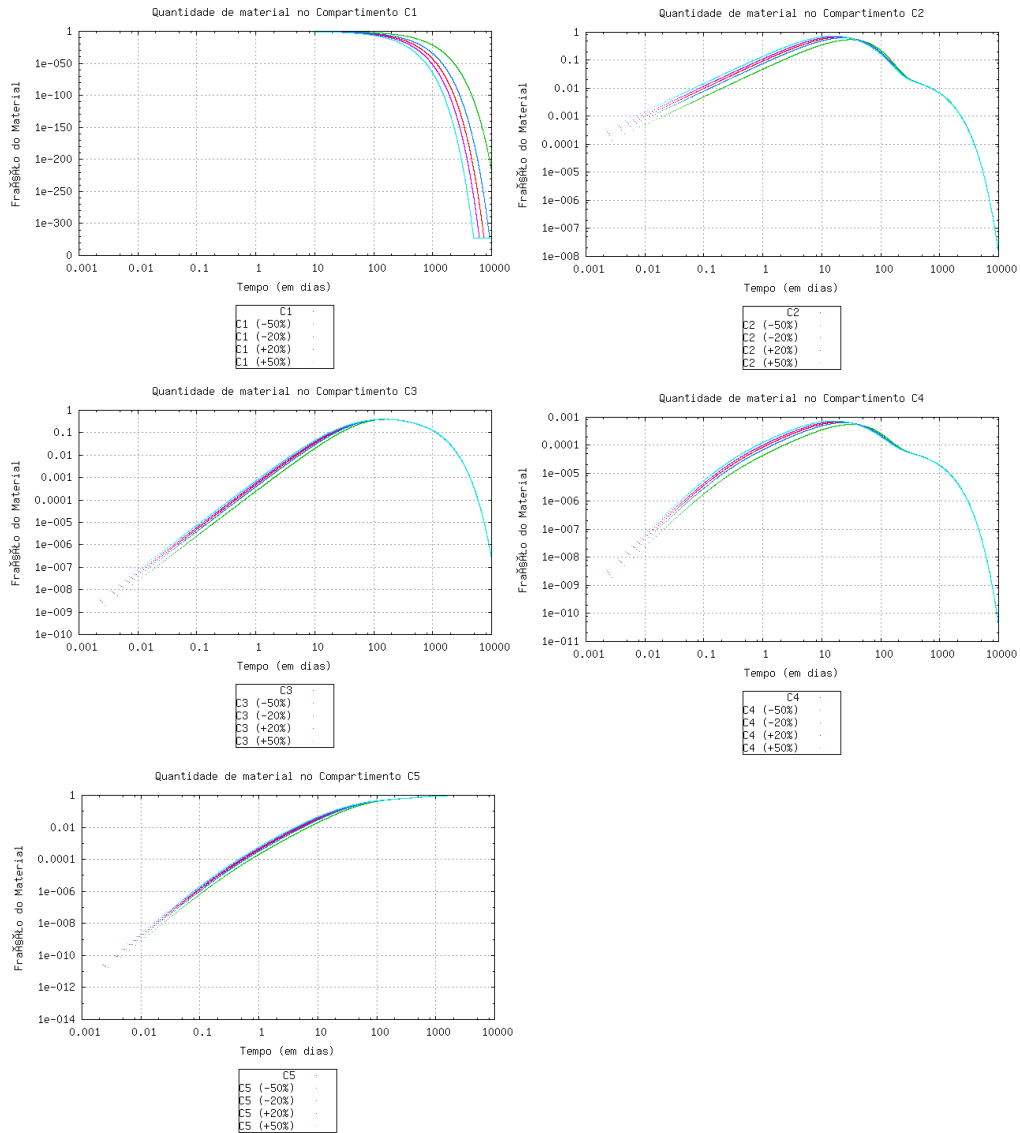 Quantidade de material no Compartimento C1
Fra do Material
1
1e-050
1e-100
1e-150
1e-200
1e-250
1e-300
0
0.001 0.01 0.1 1 10 100 1000 10000
Tempo (em dias)
C1
C1 (-50%)
C1 (-20%)
C1 (+20%)
C1 (+50%)
Quantidade de material no Compartimento C2
do Material
1
0.1
0.01
0.001
0.0001
1e-005
1e-006
1e-007
1e-008
0.001 0.01 0.1 1 10 100 1000 10000
Tempo (em dias)
C2
C2 (-50%)
C2 (-20%)
C2 (+20%)
C2 (+50%)
Quantidade de material no Compartimento C3
do Material
1
0.1
0.01
0.001
0.0001
1e-005
1e-006
1e-007
1e-008
1e-009
1e-010
0.001 0.01 0.1 1 10 100 1000 10000
Tempo (em dias)
C3
C3 (-50%)
C3 (-20%)
C3 (+20%)
C3 (+50%)
Quantidade de material no Compartimento C4
do Material
0.001
0.0001
1e-005
1e-006
1e-007
1e-008
1e-009
1e-010
1e-011
0.001 0.01 0.1 1 10 100 1000 10000
Tempo (em dias)
C4
C4 (-50%)
C4 (-20%)
C4 (+20%)
C4 (+50%)
Quantidade de material no Compartimento C5
do Material
1
0.01
0.0001
1e-006
1e-008
1e-010
1e-012
1e-014
0.001 0.01 0.1 1 10 100 1000 10000
Tempo (em dias)
C5
C5 (-50%)
C5 (-20%)
C5 (+20%)
C5 (+50%)